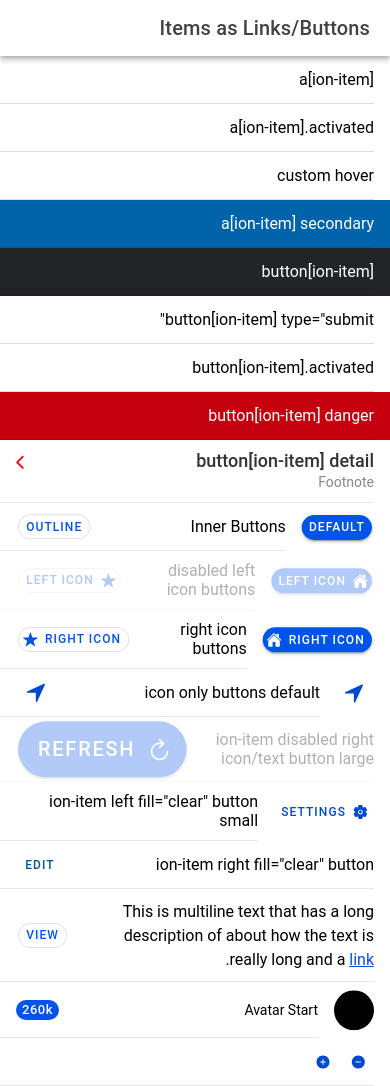 Items as Links/Buttons
a[ion-item]
a[ion-item].activated
custom hover
a[ion-item] secondary
button[ion-item]
"button[ion-item] type="submit
button[ion-item].activated
button[ion-item] danger
button[ion-item] detail
Footnote
DEFAULT
Inner Buttons
OUTLINE
LEFT ICON
disabled left
icon buttons
LEFT ICON
RIGHT ICON
right icon
buttons
RIGHT ICON
icon only buttons default
ion-item disabled right
icon/text button large
REFRESH
SETTINGS
ion-item left fill="clear" button
small
ion-item right fill="clear" button
EDIT
This is multiline text that has a long
description of about how the text is
.really long and a link
VIEW
Avatar Start
260k